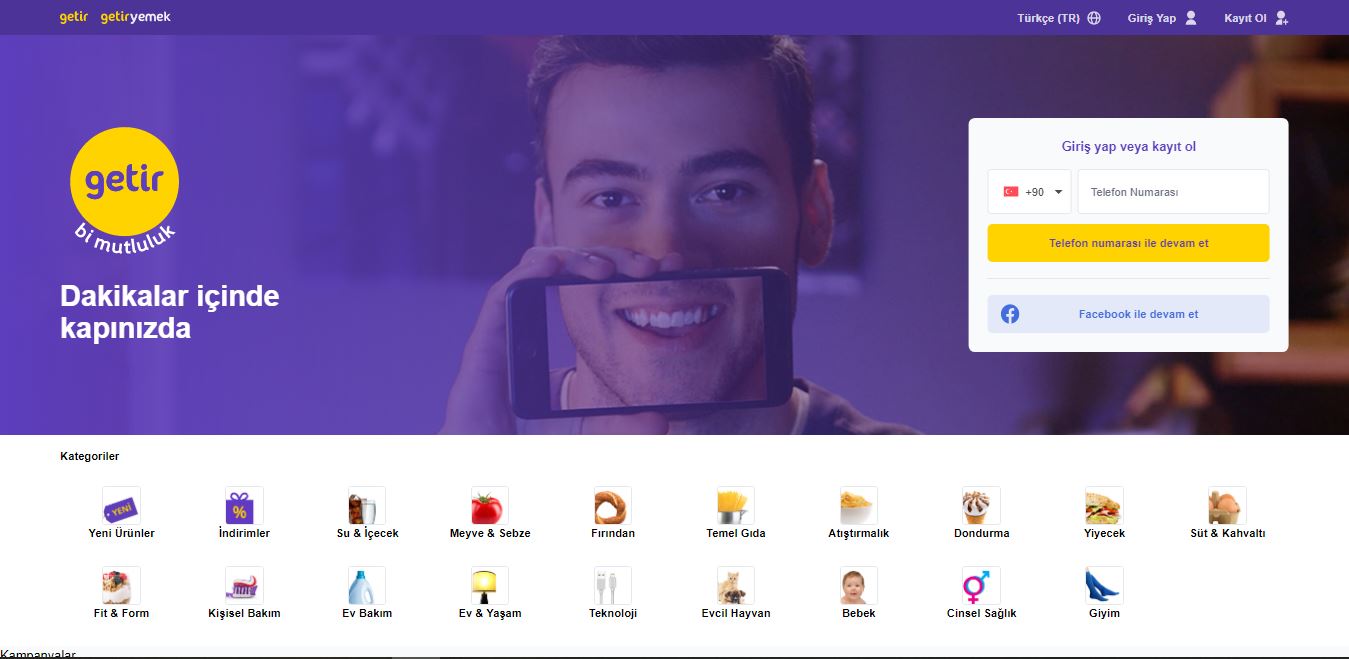 getir getiryemek
Türkçe (TR) Giriş Yap Kayıt Ol
getir
bi mutluluk
Dakikalar içinde
kapınızda
Giriş yap veya kayıt ol
+90 Telefon Numarası
Telefon numarası ile devam et
Facebook ile devam et
Kategoriler
YENİ %
Yeni Ürünler İndirimler Su & İçecek Meyve & Sebze Fırından Temel Gıda Atıştırmalık Dondurma Yiyecek Süt & Kahvaltı
Fit & Form Kişisel Bakım Ev Bakım Ev & Yaşam Teknoloji Evcil Hayvan Bebek Cinsel Sağlık Giyim
Kampanyalar